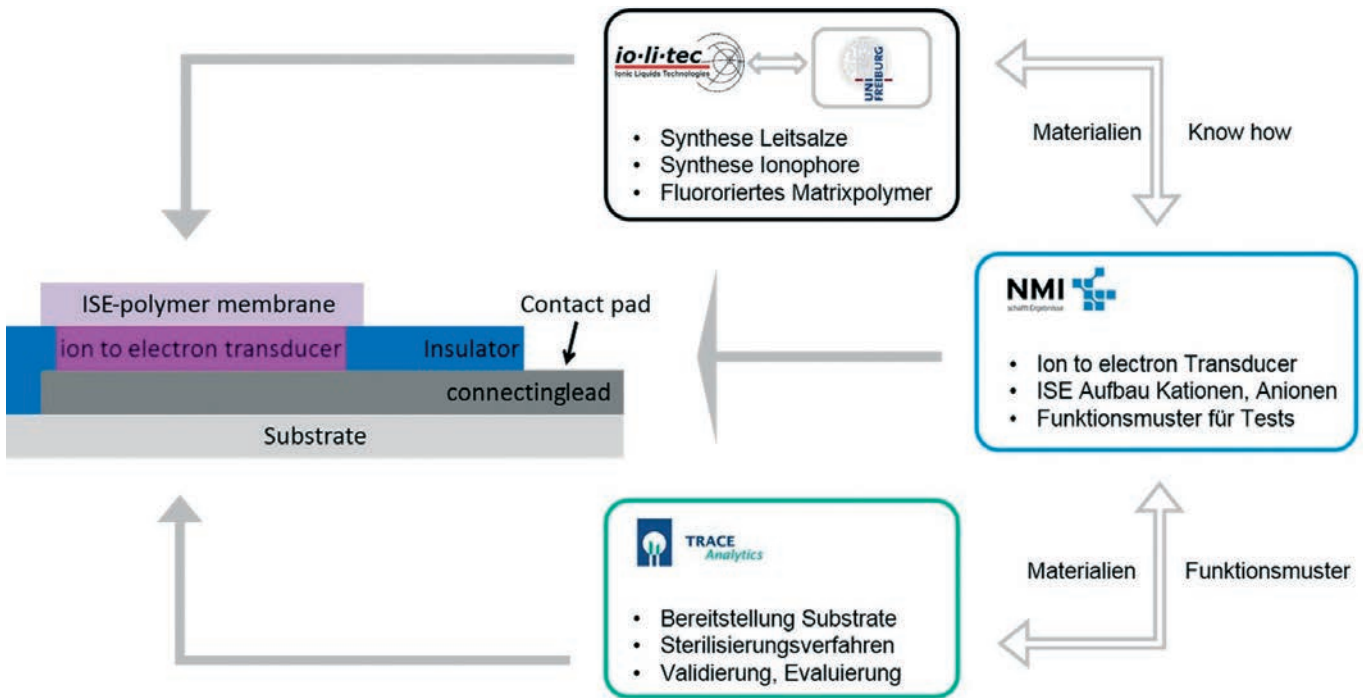 io·li·tec
Ionic Liquids Technologies
UNI
FREIBURG
• Synthese Leitsalze
• Synthese Ionophore
• Fluororiertes Matrixpolymer
Materialien
Know how
NMI
schafft Ergebnisse
• Ion to electron Transducer
• ISE Aufbau Kationen, Anionen
• Funktionsmuster für Tests
ISE-polymer membrane
Contact pad
ion to electron transducer
Insulator
connectinglead
Substrate
TRACE
Analytics
• Bereitstellung Substrate
• Sterilisierungsverfahren
• Validierung, Evaluierung
Materialien
Funktionsmuster